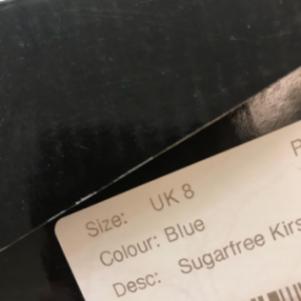 Size: UK 8
Colour: Blue
Desc: Sugarfree Kirs